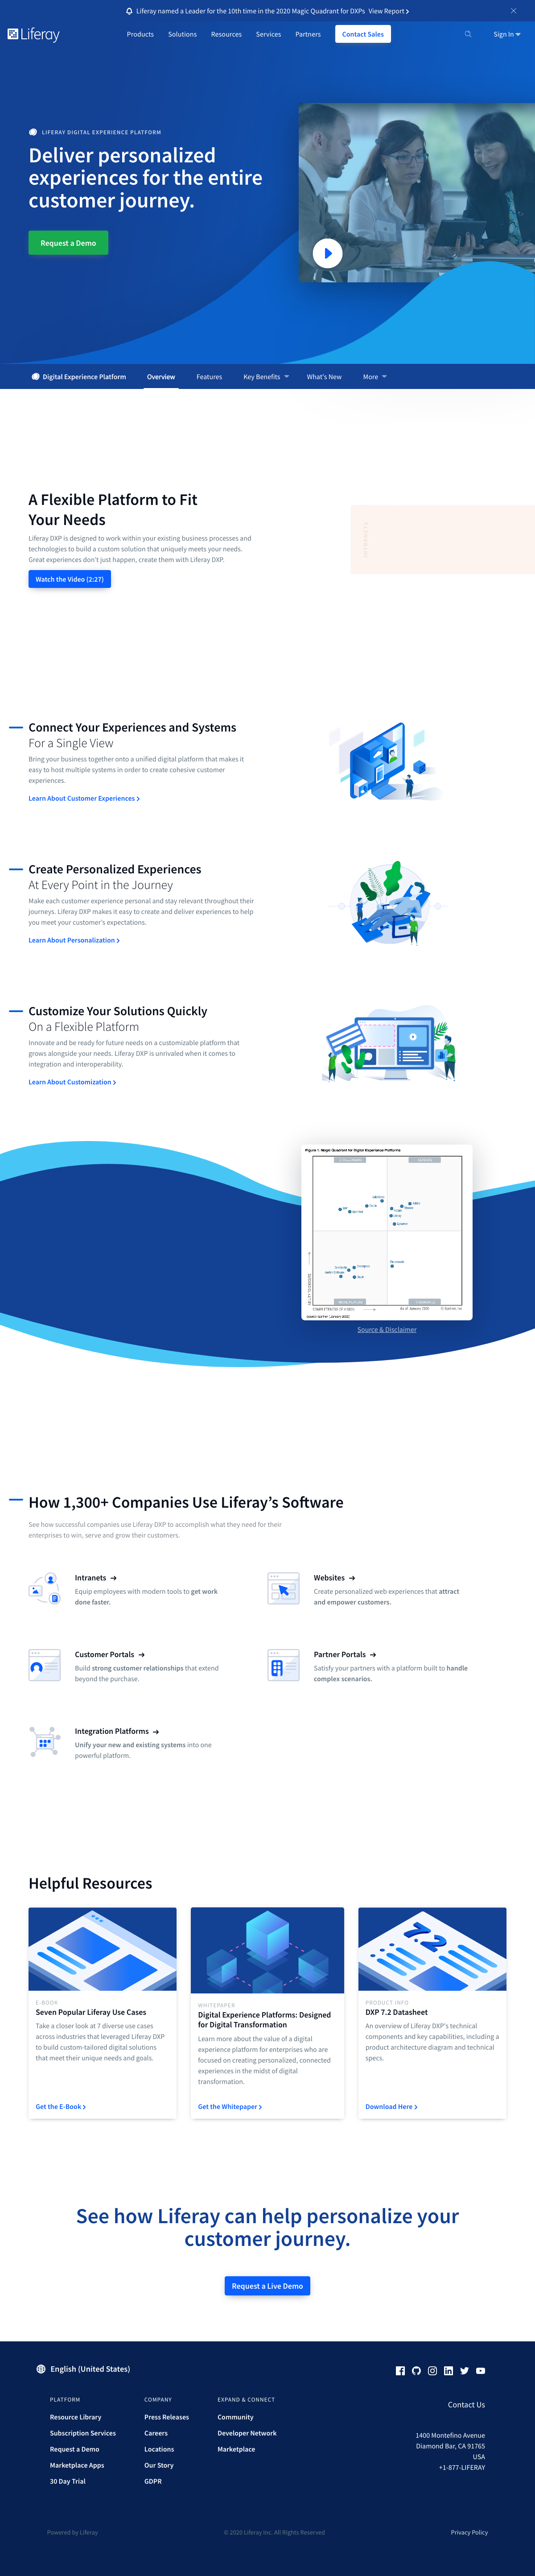 Liferay named a Leader for the 10th time in the 2020 Magic Quadrant for DXPs View Report
Liferay
Products Solutions Resources Services Partners Contact Sales Sign In
LIFERAY DIGITAL EXPERIENCE PLATFORM
Deliver personalized
experiences for the entire
customer journey.
Request a Demo
Digital Experience Platform Overview Features Key Benefits What's New More
A Flexible Platform to Fit
Your Needs
Liferay DXP is designed to work within your existing business processes and
technologies to build a custom solution that uniquely meets your needs.
Great experiences don't just happen, create them with Liferay DXP.
Watch the Video (2:27)
Connect Your Experiences and Systems
For a Single View
Bring your business together onto a unified digital platform that makes it
easy to host multiple systems in order to create cohesive customer
experiences.
Learn About Customer Experiences
Create Personalized Experiences
At Every Point in the Journey
Make each customer experience personal and stay relevant throughout their
journeys. Liferay DXP makes it easy to create and deliver experiences to help
you meet your customer's expectations.
Learn About Personalization
Customize Your Solutions Quickly
On a Flexible Platform
Innovate and be ready for future needs on a customizable platform that
grows alongside your needs. Liferay DXP is unrivaled when it comes to
integration and interoperability.
Learn About Customization
Figure 1. Magic Quadrant for Digital Experience Platforms
COMPLETENESS OF VISION
As of January 2020 © Gartner, Inc
Source & Disclaimer
How 1,300+ Companies Use Liferay’s Software
See how successful companies use Liferay DXP to accomplish what they need for their
enterprises to win, serve and grow their customers.
Intranets
Equip employees with modern tools to get work
done faster.
Websites
Create personalized web experiences that attract
and empower customers.
Customer Portals
Build strong customer relationships that extend
beyond the purchase.
Partner Portals
Satisfy your partners with a platform built to handle
complex scenarios.
Integration Platforms
Unify your new and existing systems into one
powerful platform.
Helpful Resources
E-BOOK
Seven Popular Liferay Use Cases
Take a closer look at 7 diverse use cases
across industries that leveraged Liferay DXP
to build custom-tailored digital solutions
that meet their unique needs and goals.
Get the E-Book
WHITEPAPER
Digital Experience Platforms: Designed
for Digital Transformation
Learn more about the value of a digital
experience platform for enterprises who are
focused on creating personalized, connected
experiences in the midst of digital
transformation.
Get the Whitepaper
7.2
PRODUCT INFO
DXP 7.2 Datasheet
An overview of Liferay DXP's technical
components and key capabilities, including a
product architecture diagram and technical
specs.
Download Here
See how Liferay can help personalize your
customer journey.
Request a Live Demo
English (United States)
PLATFORM
Resource Library
Subscription Services
Request a Demo
Marketplace Apps
30 Day Trial
COMPANY
Press Releases
Careers
Locations
Our Story
GDPR
EXPAND & CONNECT
Community
Developer Network
Marketplace
Contact Us
1400 Montefino Avenue
Diamond Bar, CA 91765
USA
+1-877-LIFERAY
Powered by Liferay
© 2020 Liferay Inc. All Rights Reserved
Privacy Policy